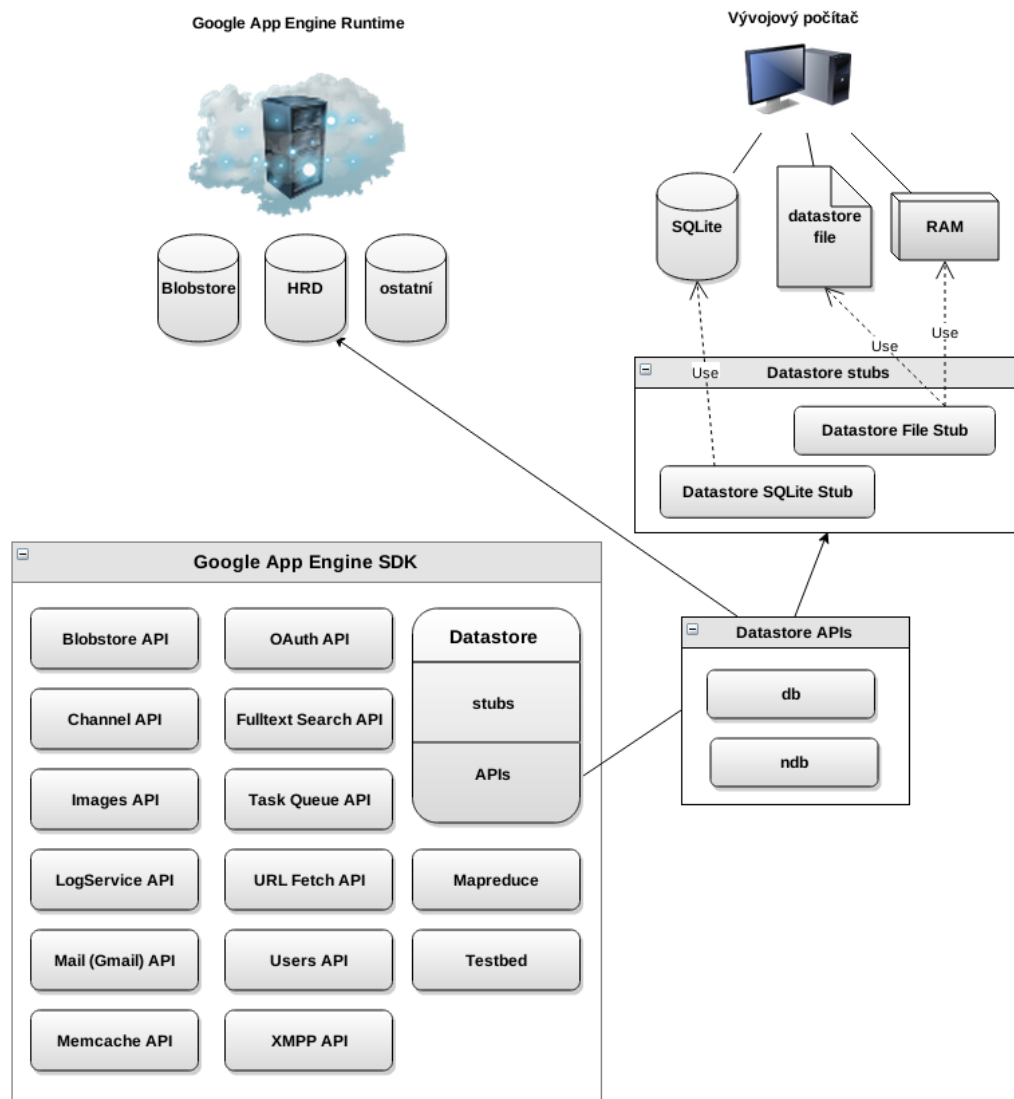 Google App Engine Runtime
Vývojový počítač
Blobstore
HRD
ostatní
SQLite
datastore
file
RAM
Use
Use
Use
Datastore stubs
Datastore File Stub
Datastore SQLite Stub
Google App Engine SDK
Blobstore API
OAuth API
Datastore
stubs
APIs
Channel API
Fulltext Search API
Images API
Task Queue API
LogService API
URL Fetch API
Mapreduce
Mail (Gmail) API
Users API
Testbed
Memcache API
XMPP API
Datastore APIs
db
ndb